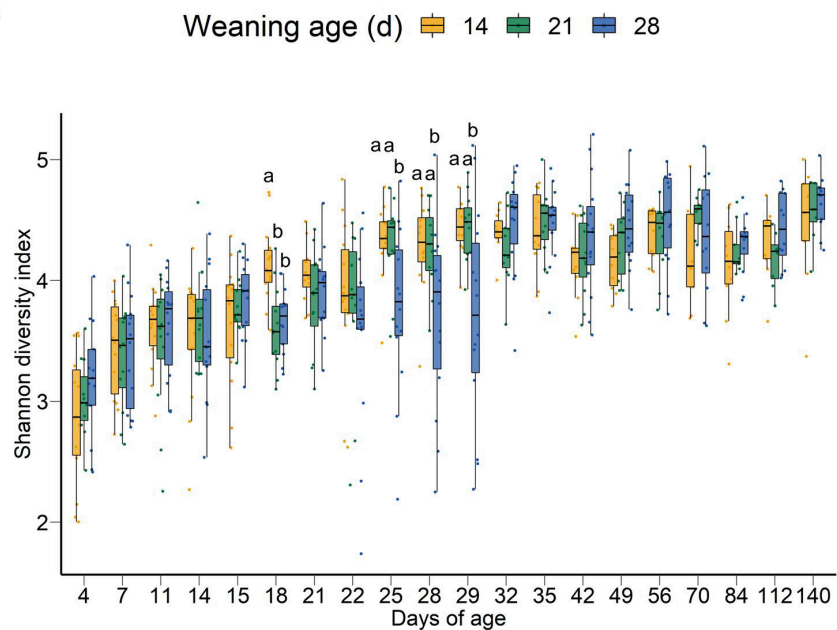 Weaning age (d) 14 21 28
Shannon diversity index
5
4
3
2
a
b
b
a a
b
a a
b
a a
b
4 7 11 14 15 18 21 22 25 28 29 32 35 42 49 56 70 84 112 140
Days of age